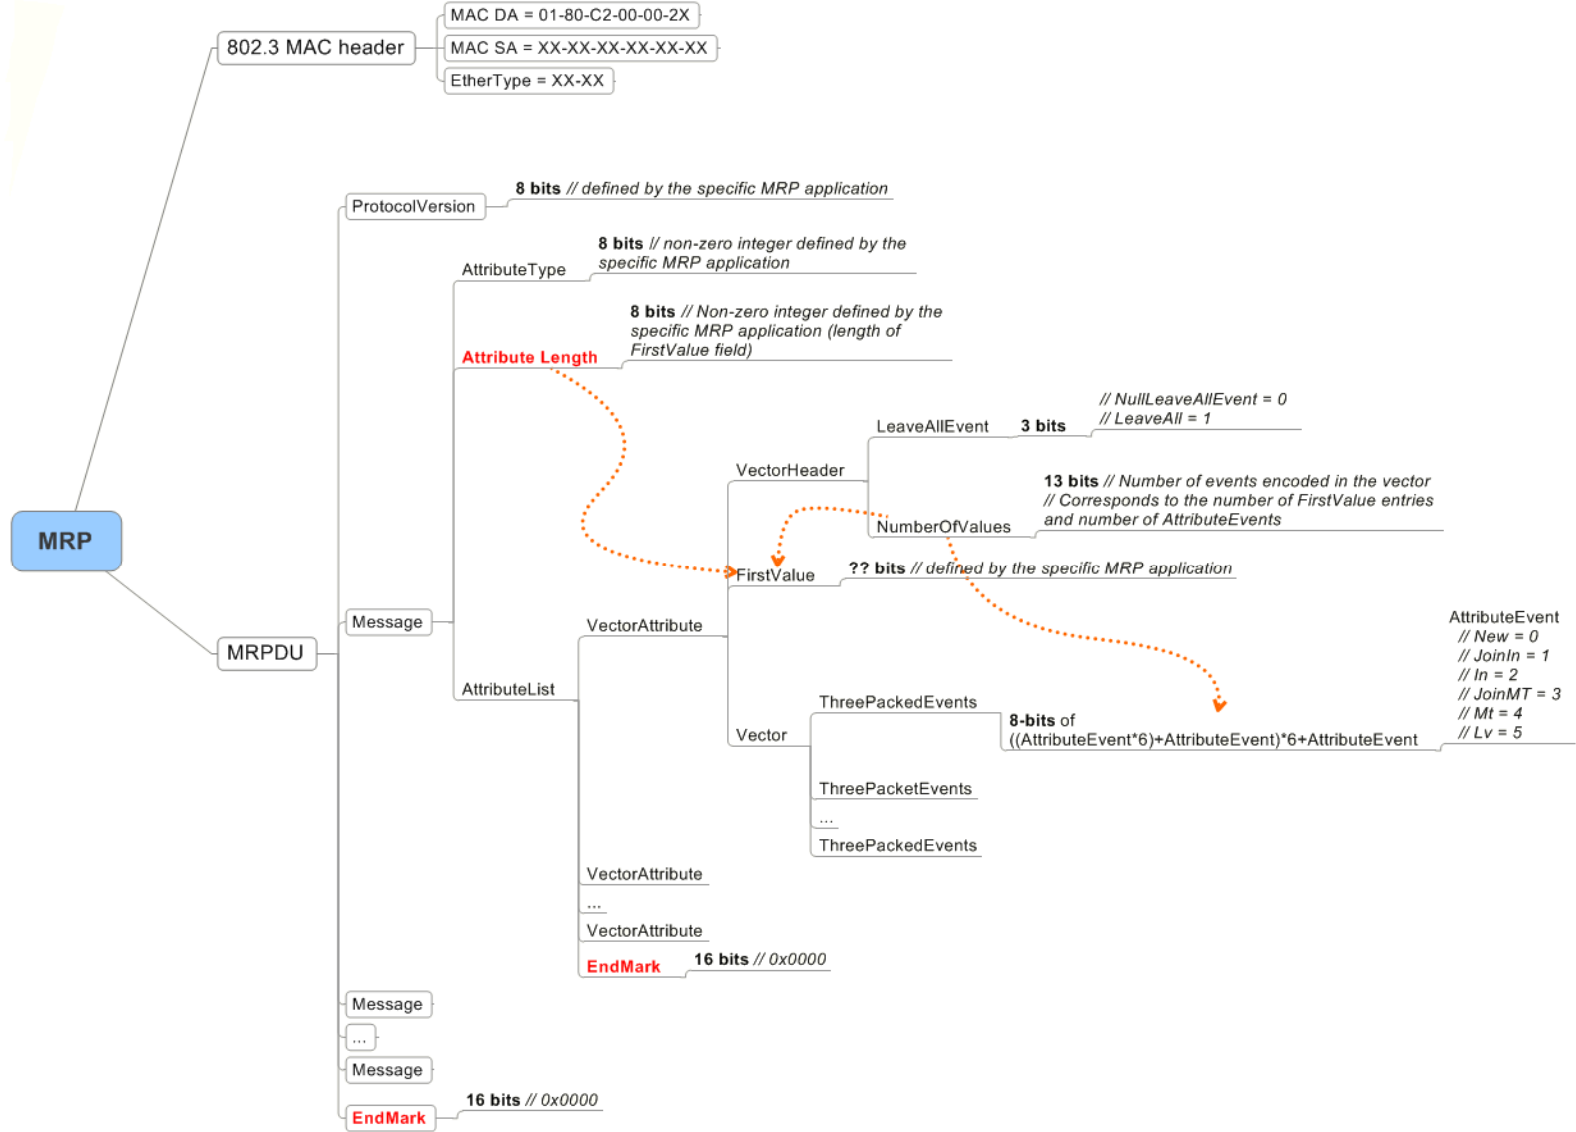 MAC DA = 01-80-C2-00-00-2X
802.3 MAC header
MAC SA = XX-XX-XX-XX-XX-XX
EtherType = XX-XX
8 bits // defined by the specific MRP application
ProtocolVersion
8 bits // non-zero integer defined by the
specific MRP application
AttributeType
8 bits // Non-zero integer defined by the
specific MRP application (length of
FirstValue field)
Attribute Length
// NullLeaveAllEvent = 0
// LeaveAll = 1
LeaveAllEvent
3 bits
VectorHeader
13 bits // Number of events encoded in the vector
// Corresponds to the number of FirstValue entries
and number of AttributeEvents
NumberOfValues
MRP
FirstValue
?? bits // defined by the specific MRP application
Message
VectorAttribute
AttributeEvent
// New = 0
// JoinIn = 1
// In = 2
// JoinMT = 3
// Mt = 4
// Lv = 5
MRPDU
AttributeList
ThreePackedEvents
8-bits of
((AttributeEvent*6)+AttributeEvent)*6+AttributeEvent
Vector
ThreePacketEvents
...
ThreePackedEvents
VectorAttribute
...
VectorAttribute
EndMark
16 bits // 0x0000
Message
...
Message
EndMark
16 bits // 0x0000